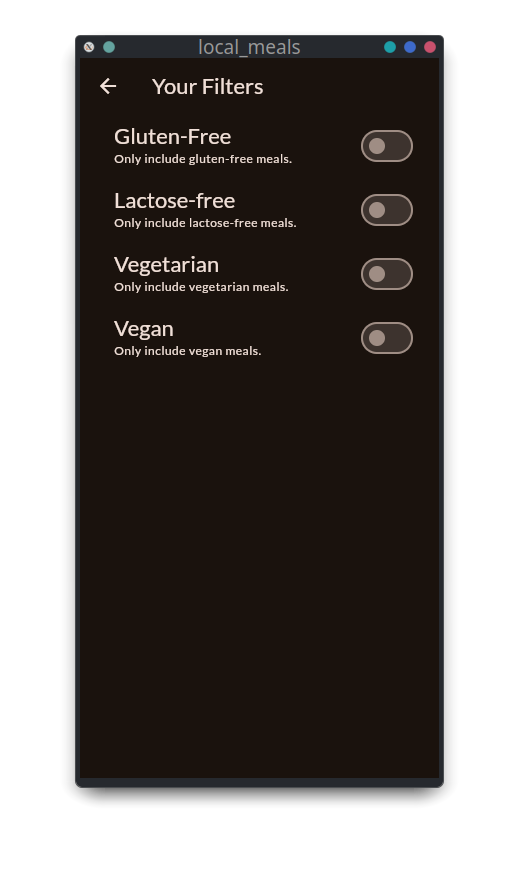 local_meals
Your Filters
Gluten-Free
Only include gluten-free meals.
Lactose-free
Only include lactose-free meals.
Vegetarian
Only include vegetarian meals.
Vegan
Only include vegan meals.